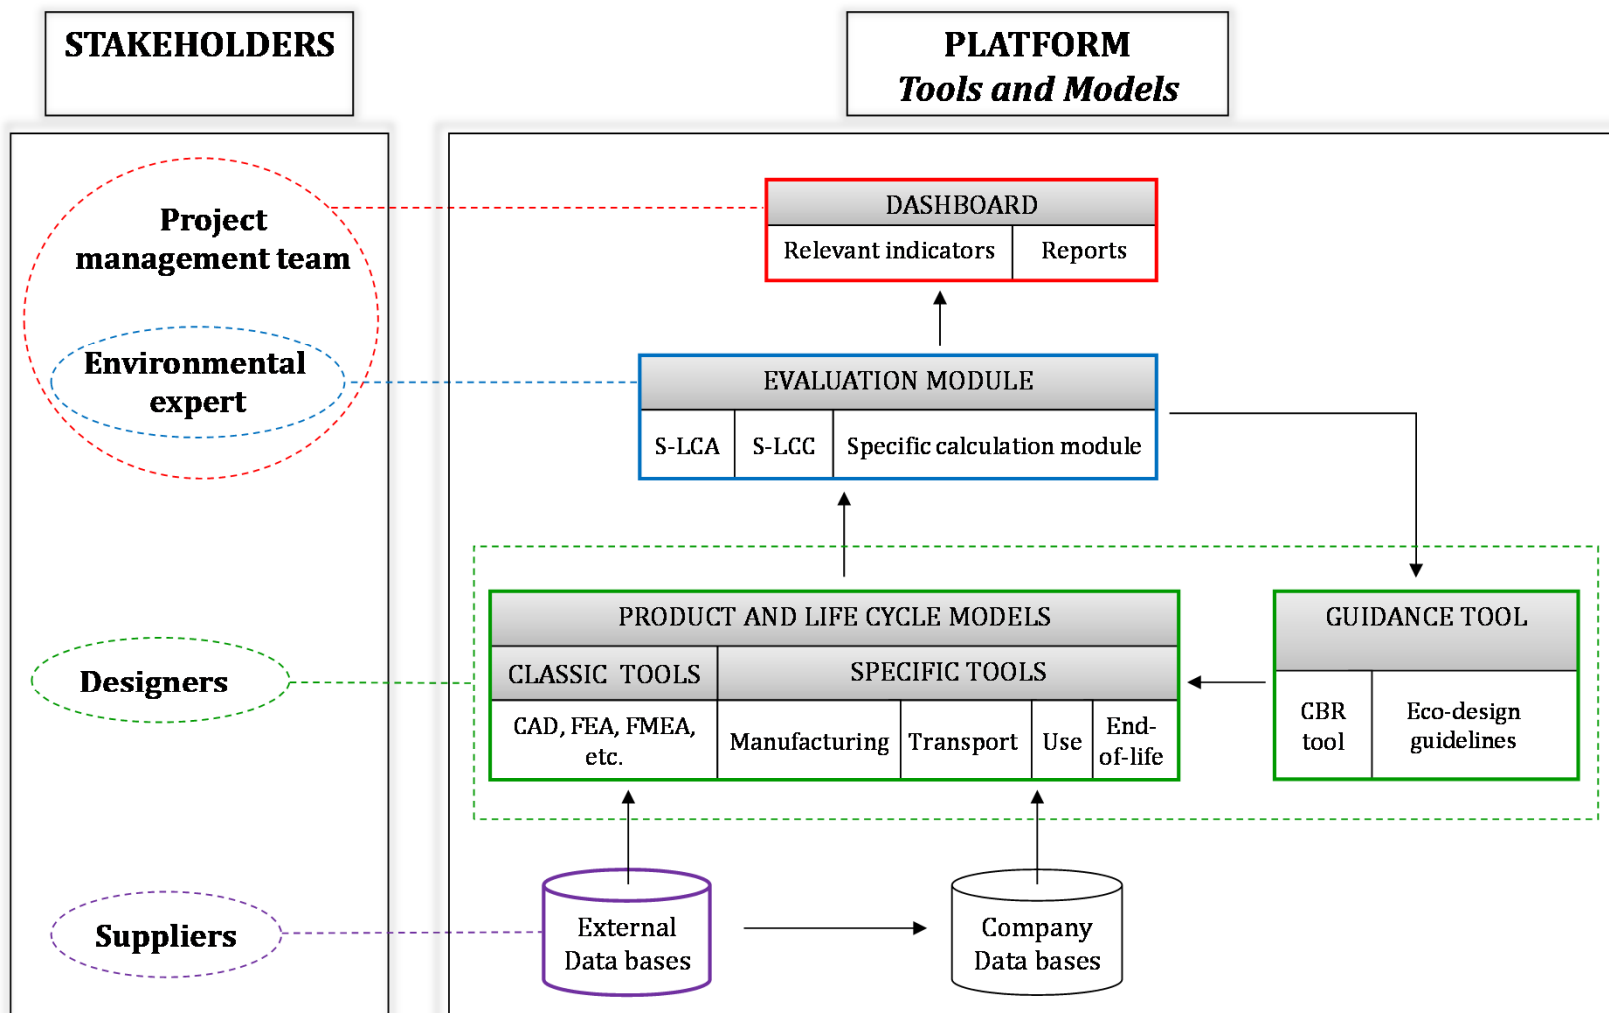 STAKEHOLDERS
PLATFORM
Tools and Models
Project
management team
Environmental
expert
Designers
Suppliers
DASHBOARD
Relevant indicators
Reports
EVALUATION MODULE
S-LCA
S-LCC
Specific calculation module
PRODUCT AND LIFE CYCLE MODELS
CLASSIC TOOLS
SPECIFIC TOOLS
CAD, FEA, FMEA,
etc.
Manufacturing
Transport
Use
End-
of-life
GUIDANCE TOOL
CBR
tool
Eco-design
guidelines
External
Data bases
Company
Data bases